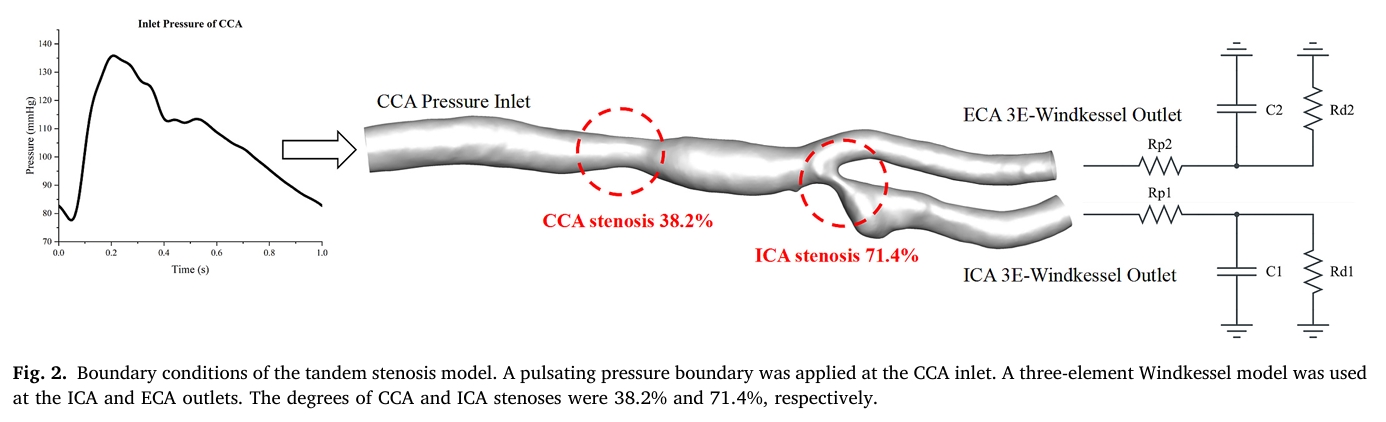 Inlet Pressure of CCA
Pressure (mmHg)
140
130
120
110
100
90
80
70
0.0 0.2 0.4 0.6 0.8 1.0
Time (s)
CCA Pressure Inlet
CCA stenosis 38.2%
ICA stenosis 71.4%
ECA 3E-Windkessel Outlet
C2
Rd2
Rp2
Rp1
ICA 3E-Windkessel Outlet
C1
Rd1
Fig. 2. Boundary conditions of the tandem stenosis model. A pulsating pressure boundary was applied at the CCA inlet. A three-element Windkessel model was used
at the ICA and ECA outlets. The degrees of CCA and ICA stenoses were 38.2% and 71.4%, respectively.